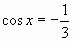 cos x = -1/3